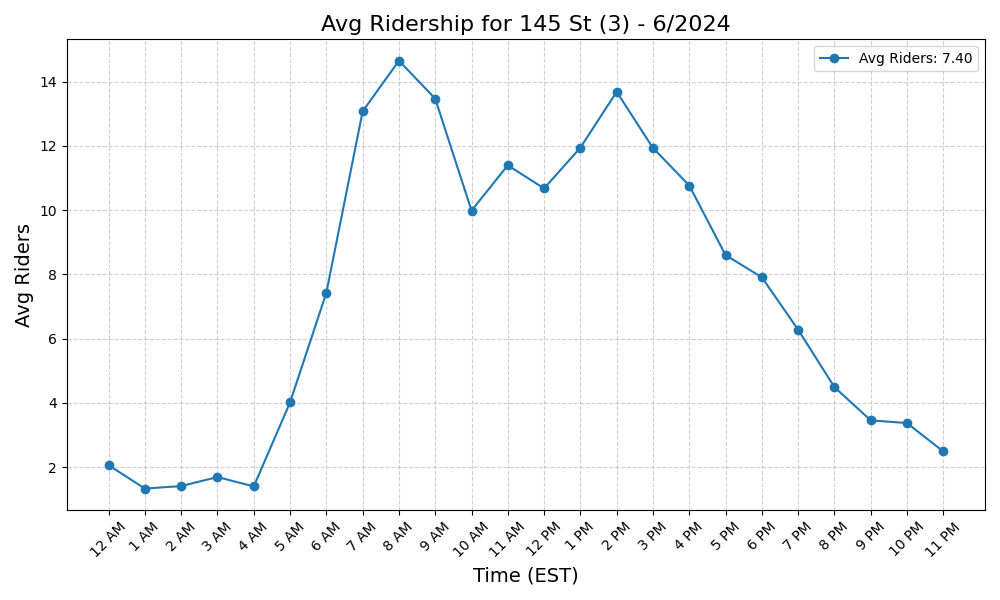 Avg Ridership for 145 St (3) - 6/2024
Avg Riders: 7.40
Avg Riders
14
12
10
8
6
4
2
12 AM
1 AM
2 AM
3 AM
4 AM
5 AM
6 AM
7 AM
8 AM
9 AM
10 AM
11 AM
12 PM
1 PM
2 PM
3 PM
4 PM
5 PM
6 PM
7 PM
8 PM
9 PM
10 PM
11 PM
Time (EST)